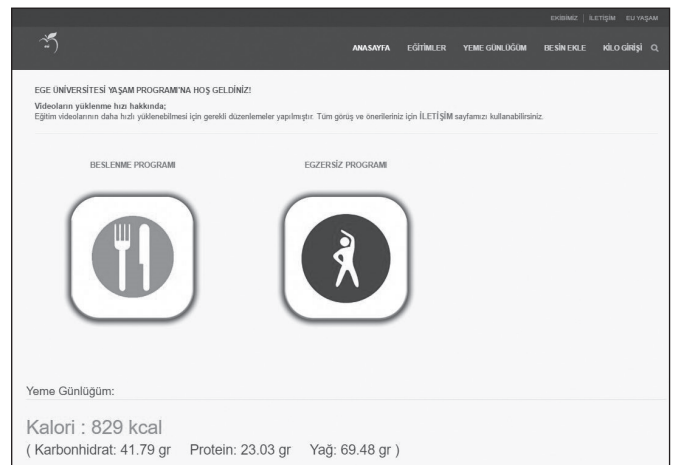 EKİBİMİZ | İLETİŞİM EU YAŞAM
ANASAYFA EĞİTİMLER YEME GÜNLÜĞÜM BESİN EKLE KİLO GİRİŞİ
EGE ÜNİVERSİTESİ YAŞAM PROGRAMI'NA HOŞ GELDİNİZ!
Videoların yüklenme hızı hakkında;
Eğitim videolarının daha hızlı yüklenebilmesi için gerekli düzenlemeler yapılmıştır. Tüm görüş ve önerileriniz için İLETİŞİM sayfamızı kullanabilirsiniz.
BESLENME PROGRAMI EGZERSİZ PROGRAMI
Yeme Günlüğüm:
Kalori : 829 kcal
( Karbonhidrat: 41.79 gr Protein: 23.03 gr Yağ: 69.48 gr )